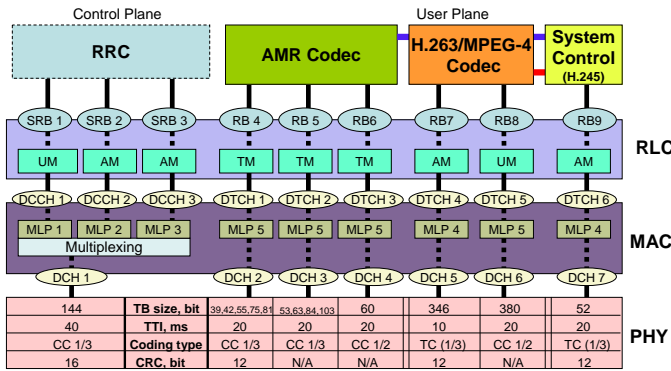 Control Plane User Plane
RRC
AMR Codec
H.263/MPEG-4
Codec
System
Control
(H.245)
SRB 1 SRB 2 SRB 3 RB 4 RB 5 RB6 RB7 RB8 RB9
RLC
UM AM AM TM TM TM AM UM AM
DCCH 1 DCCH 2 DCCH 3 DTCH 1 DTCH 2 DTCH 3 DTCH 4 DTCH 5 DTCH 6
MLP 1 MLP 2 MLP 3 MLP 5 MLP 5 MLP 5 MLP 4 MLP 5 MLP 4
MAC
Multiplexing
DCH 1 DCH 2 DCH 3 DCH 4 DCH 5 DCH 6 DCH 7
144 TB size, bit 39,42,55,75,81 53,63,84,103 60 346 380 52
40 TTI, ms 20 20 20 10 20 20
PHY
CC 1/3 Coding type CC 1/3 CC 1/3 CC 1/2 TC (1/3) CC 1/2 TC (1/3)
16 CRC, bit 12 N/A N/A 12 N/A 12